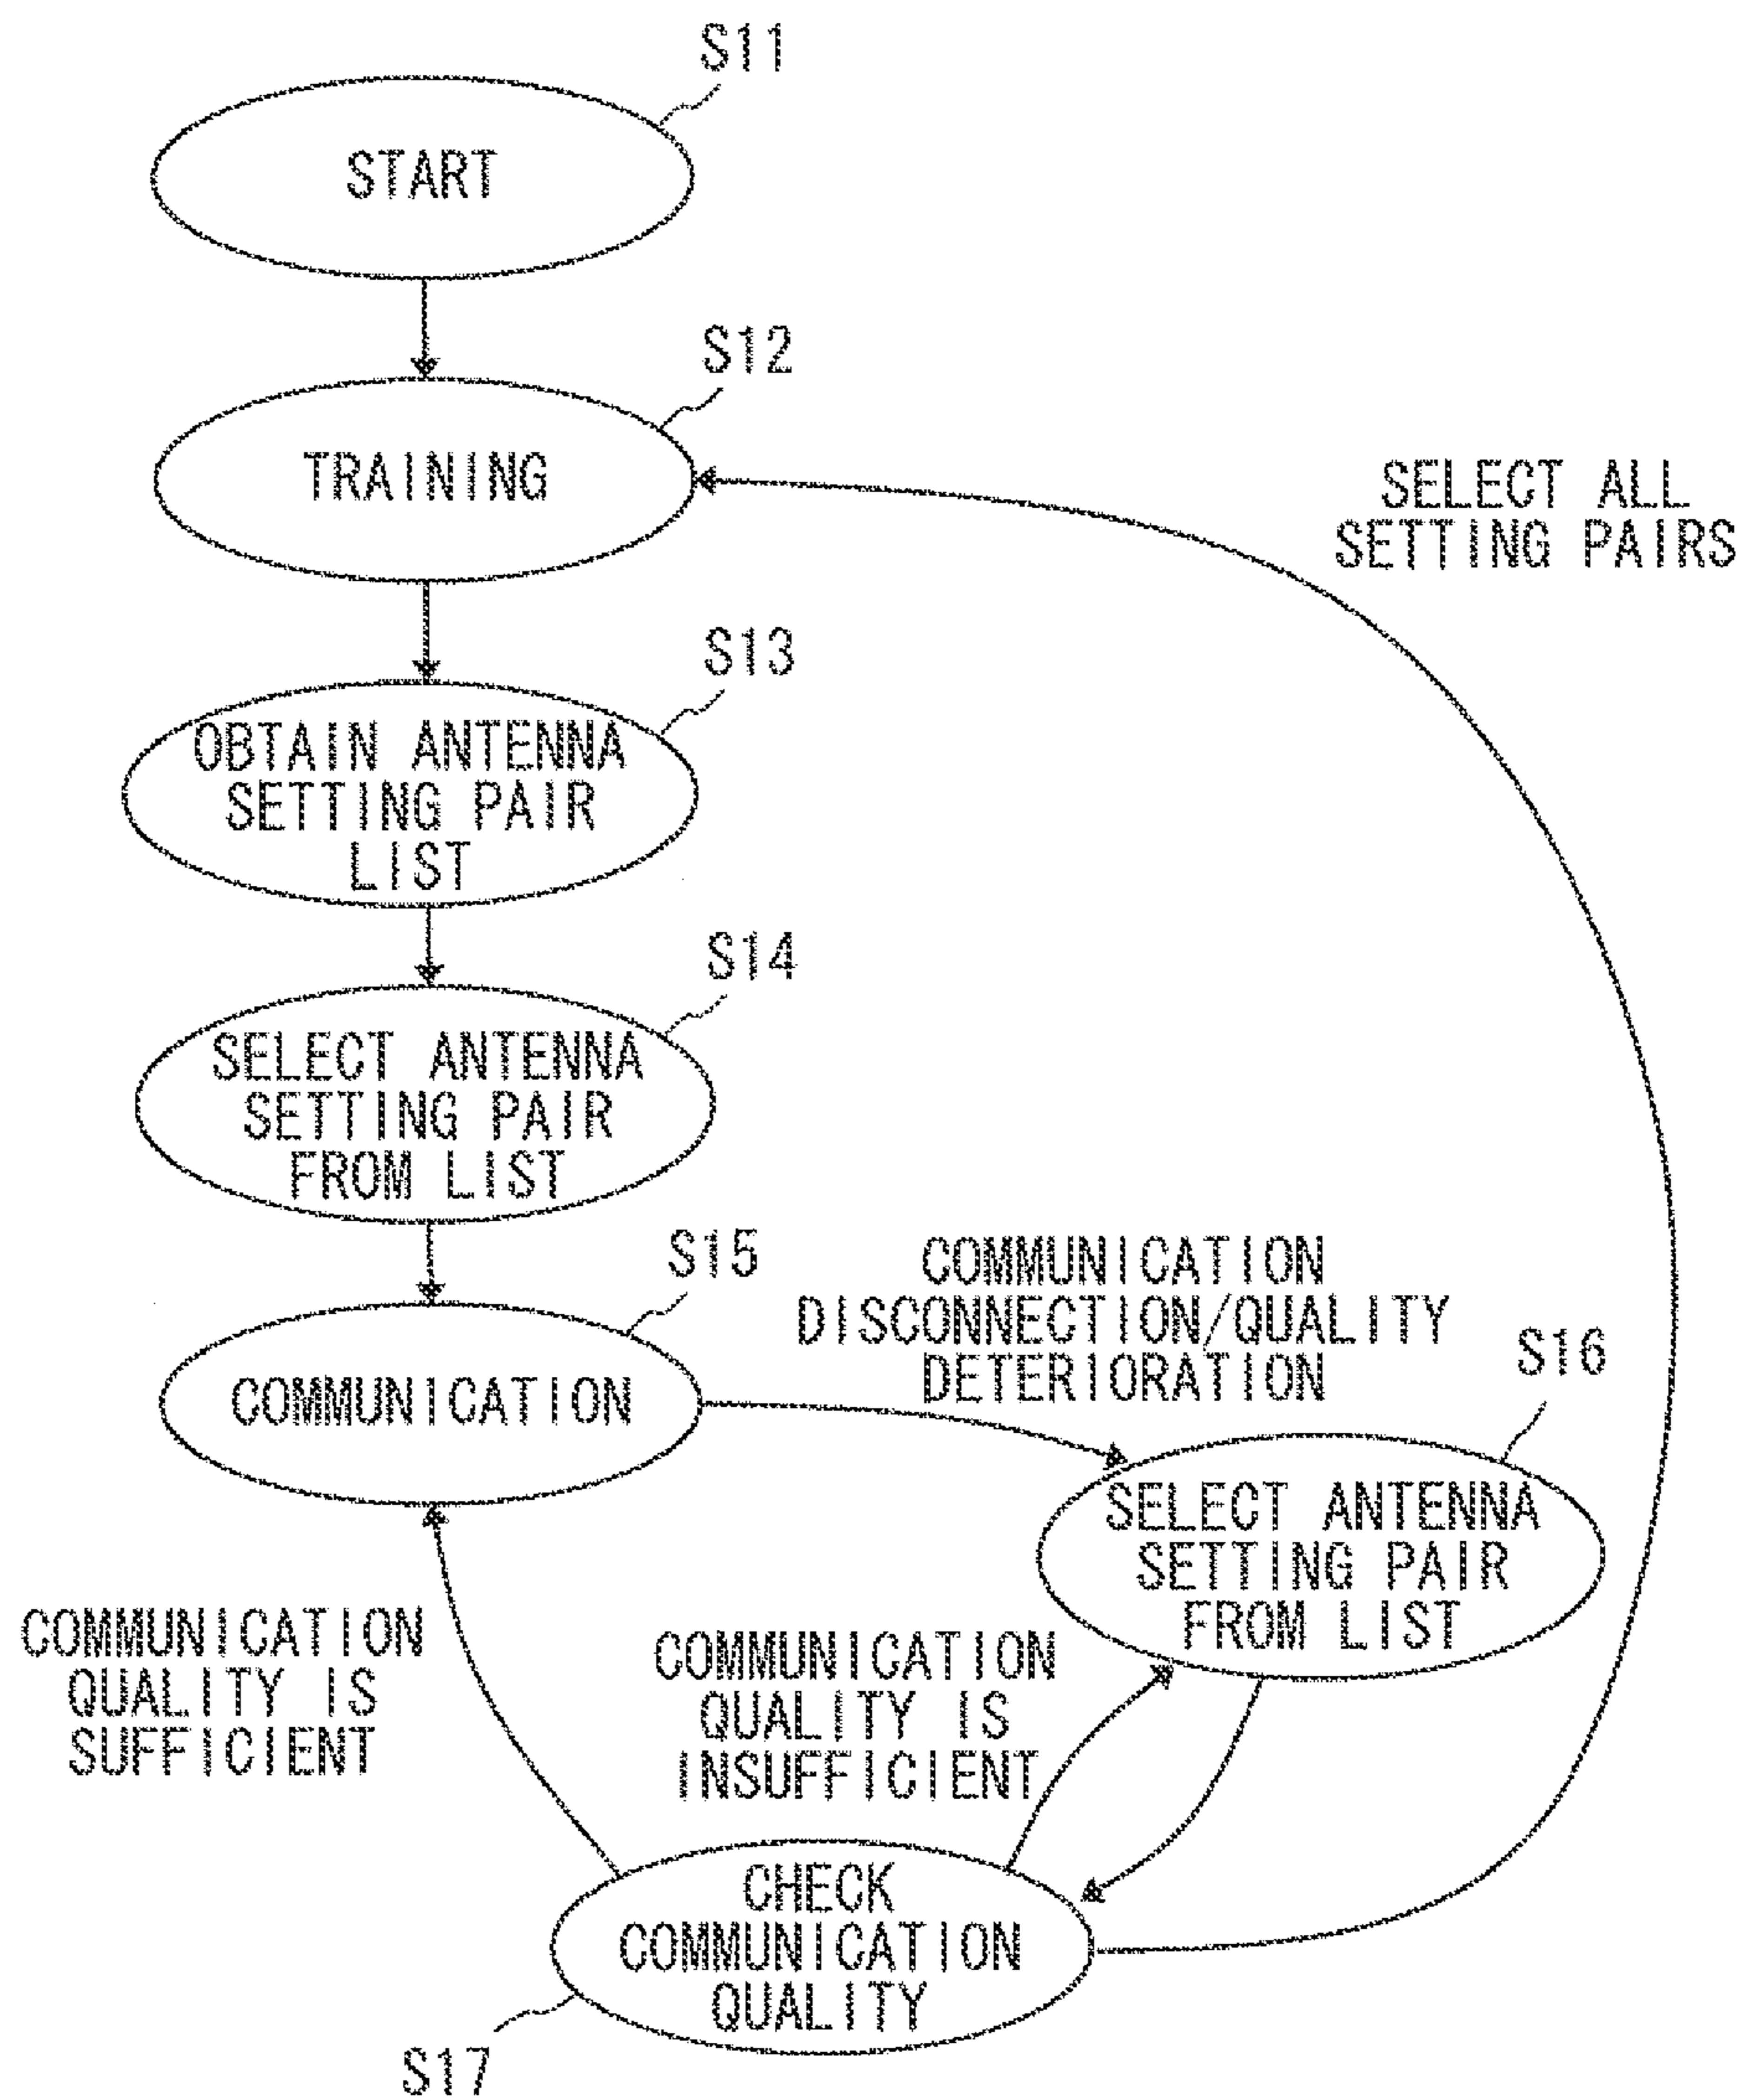 S11
START
S12
TRAINING
SELECT ALL
SETTING PAIRS
S13
OBTAIN ANTENNA
SETTING PAIR
LIST
S14
SELECT ANTENNA
SETTING PAIR
FROM LIST
S15
COMMUNICATION
COMMUNICATION
DISCONNECTION/QUALITY
DETERIORATION
S16
SELECT ANTENNA
SETTING PAIR
FROM LIST
COMMUNICATION
QUALITY IS
SUFFICIENT
COMMUNICATION
QUALITY IS
INSUFFICIENT
CHECK
COMMUNICATION
QUALITY
S17